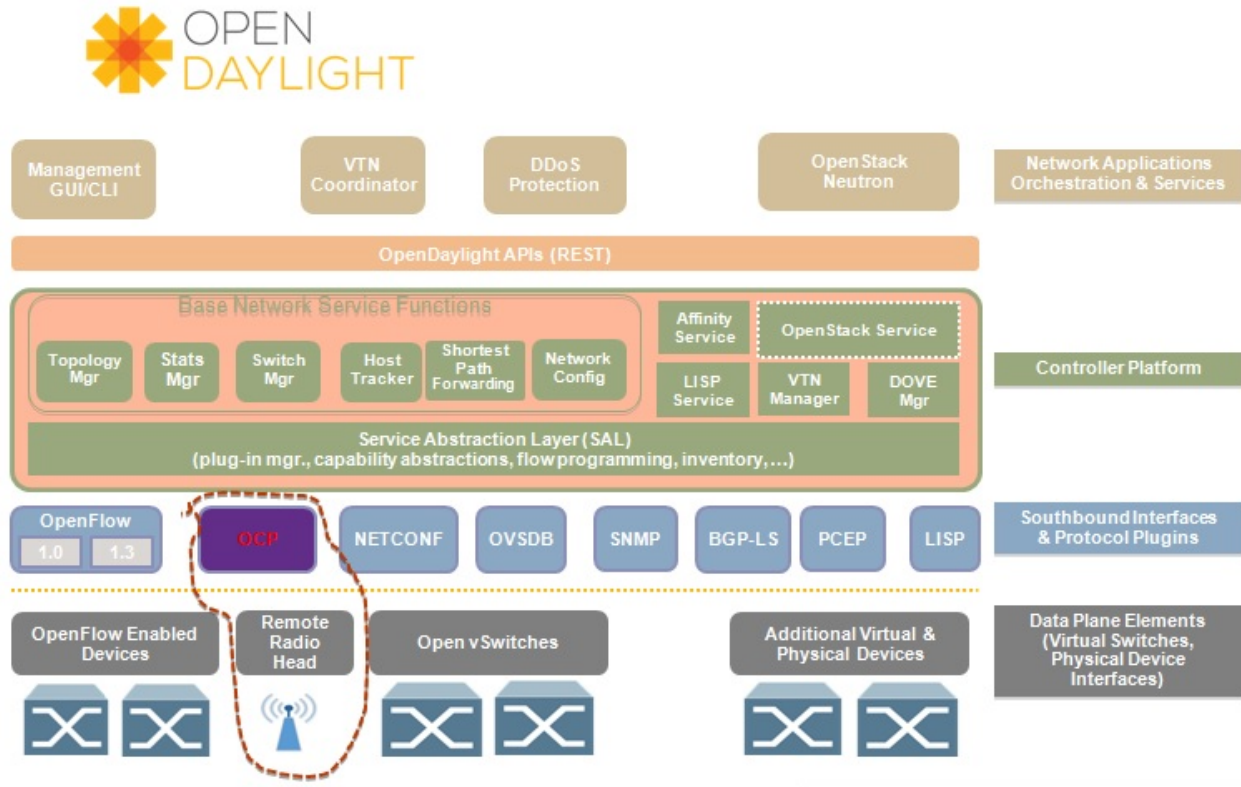 OPEN
DAYLIGHT
Management
GUI/CLI
VTN
Coordinator
DDoS
Protection
OpenStack
Neutron
Network Applications
Orchestration & Services
OpenDaylight APIs (REST)
Base Network Service Functions
Topology
Mgr
Stats
Mgr
Switch
Mgr
Host
Tracker
Shortest
Path
Forwarding
Network
Config
Affinity
Service
OpenStack Service
LISP
Service
VTN
Manager
DOVE
Mgr
Controller Platform
Service Abstraction Layer (SAL)
(plug-in mgr., capability abstractions, flow programming, inventory, ...)
OpenFlow
1.0
1.3
OCP
NETCONF
OVSDB
SNMP
BGP-LS
PCEP
LISP
Southbound Interfaces
& Protocol Plugins
OpenFlow Enabled
Devices
Remote
Radio
Head
Open vSwitches
Additional Virtual &
Physical Devices
Data Plane Elements
(Virtual Switches,
Physical Device
Interfaces)